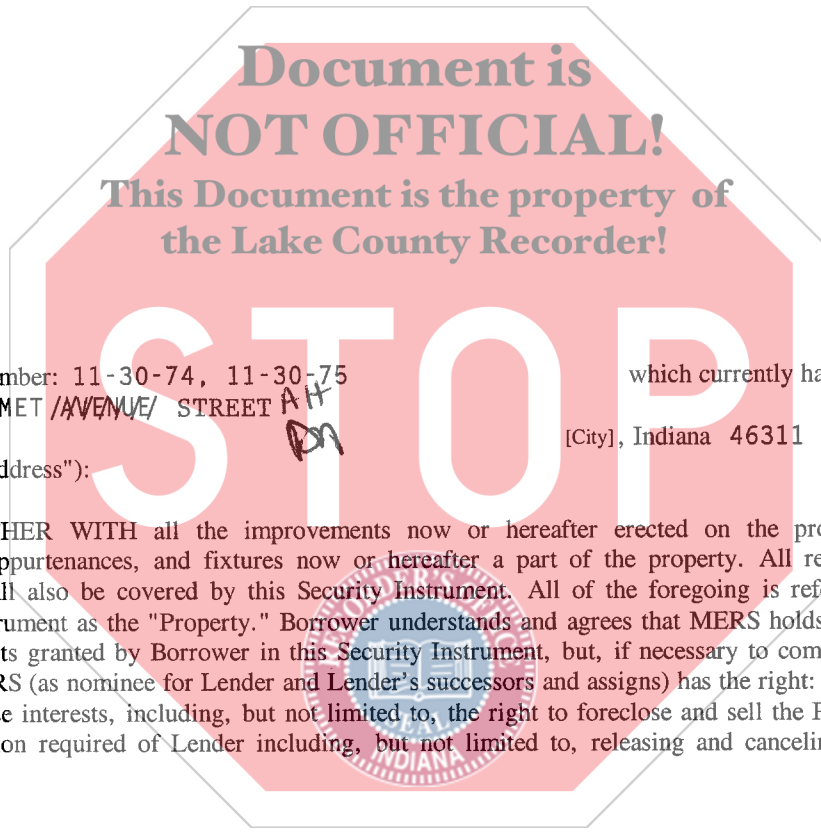 Document is
NOT OFFICIAL!
This Document is the property of
the Lake County Recorder!
STOP
mber: 11-30-74, 11-30-75 which currently ha
MET /AVENUE/ STREET AH
DM
[City], Indiana 46311
ddress"):
HER WITH all the improvements now or hereafter erected on the pro
ppurtenances, and fixtures now or hereafter a part of the property. All re
ll also be covered by this Security Instrument. All of the foregoing is refe
rument as the "Property." Borrower understands and agrees that MERS holds
ts granted by Borrower in this Security Instrument, but, if necessary to com
RS (as nominee for Lender and Lender's successors and assigns) has the right:
e interests, including, but not limited to, the right to foreclose and sell the P
on required of Lender including, but not limited to, releasing and cancelin
RECORDER'S OFFICE
SEAL
INDIANA